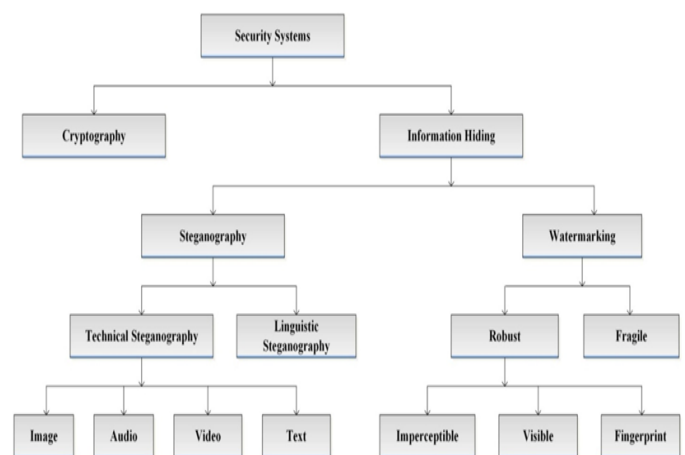 Security Systems
Cryptography
Information Hiding
Steganography
Watermarking
Technical Steganography
Linguistic
Steganography
Robust
Fragile
Image
Audio
Video
Text
Imperceptible
Visible
Fingerprint